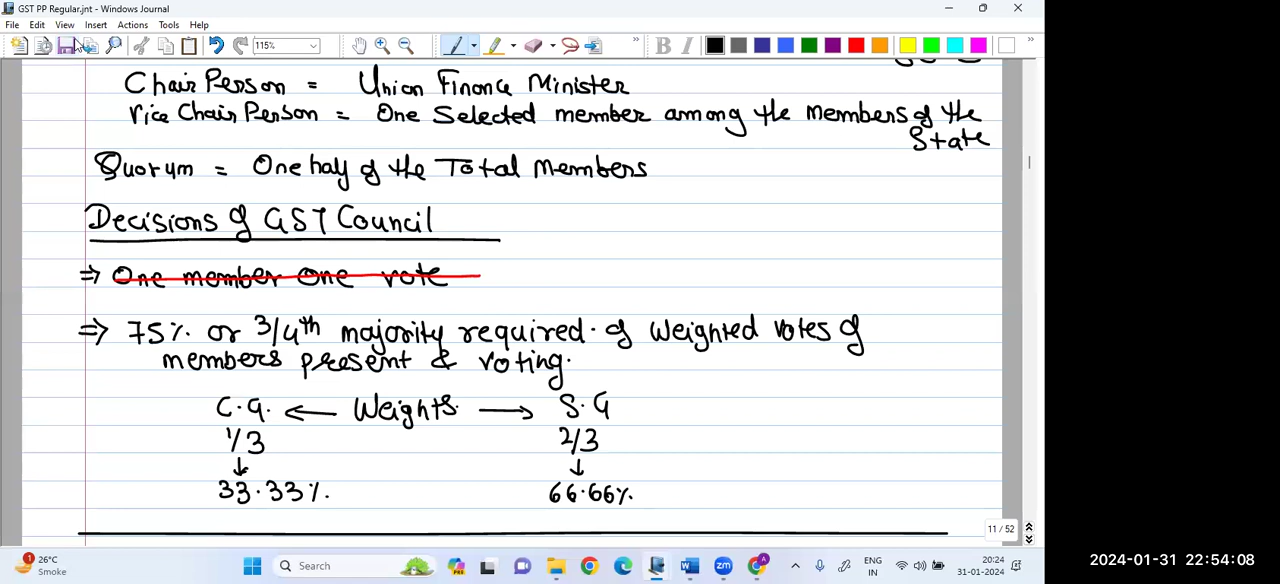 GST PP Regular.jnt - Windows Journal
File Edit View Insert Actions Tools Help
115%
Chair Person = Union Finance Minister
Vice Chair Person = One Selected member among the Members of the
State
Quorum = One half of the Total Members
Decisions of GST Council
⇒ One member One vote
⇒ 75% or 3/4th majority required. of weighted votes of
members present & voting.
C.G. ← Weights. → S.G
1/3 2/3
↓ ↓
33.33%. 66.66%.
11 / 52
26°C
Smoke
Search
ENG
IN
20:24
31-01-2024
2024-01-31 22:54:08